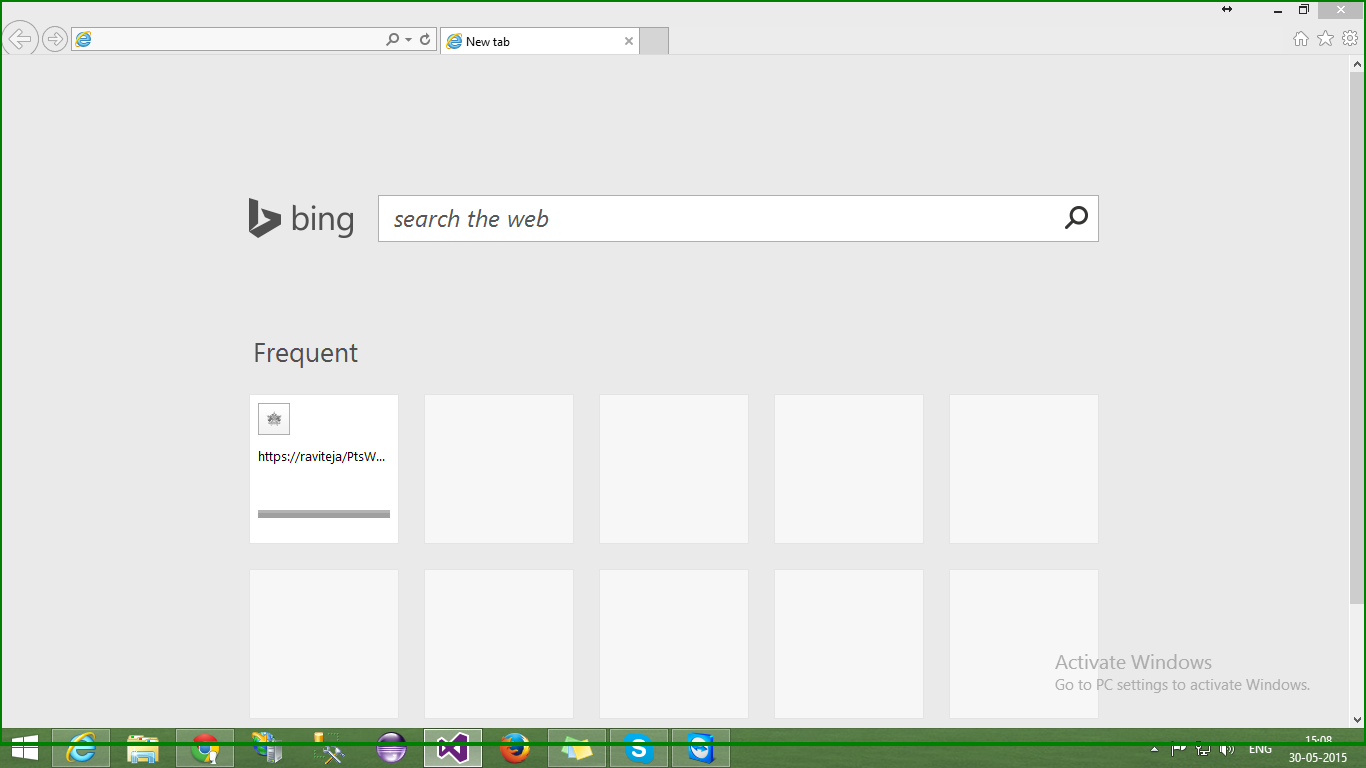 New tab
bing
search the web
Frequent
https://raviteja/PtsW...
Activate Windows
Go to PC settings to activate Windows.
ENG
15:08
30-05-2015